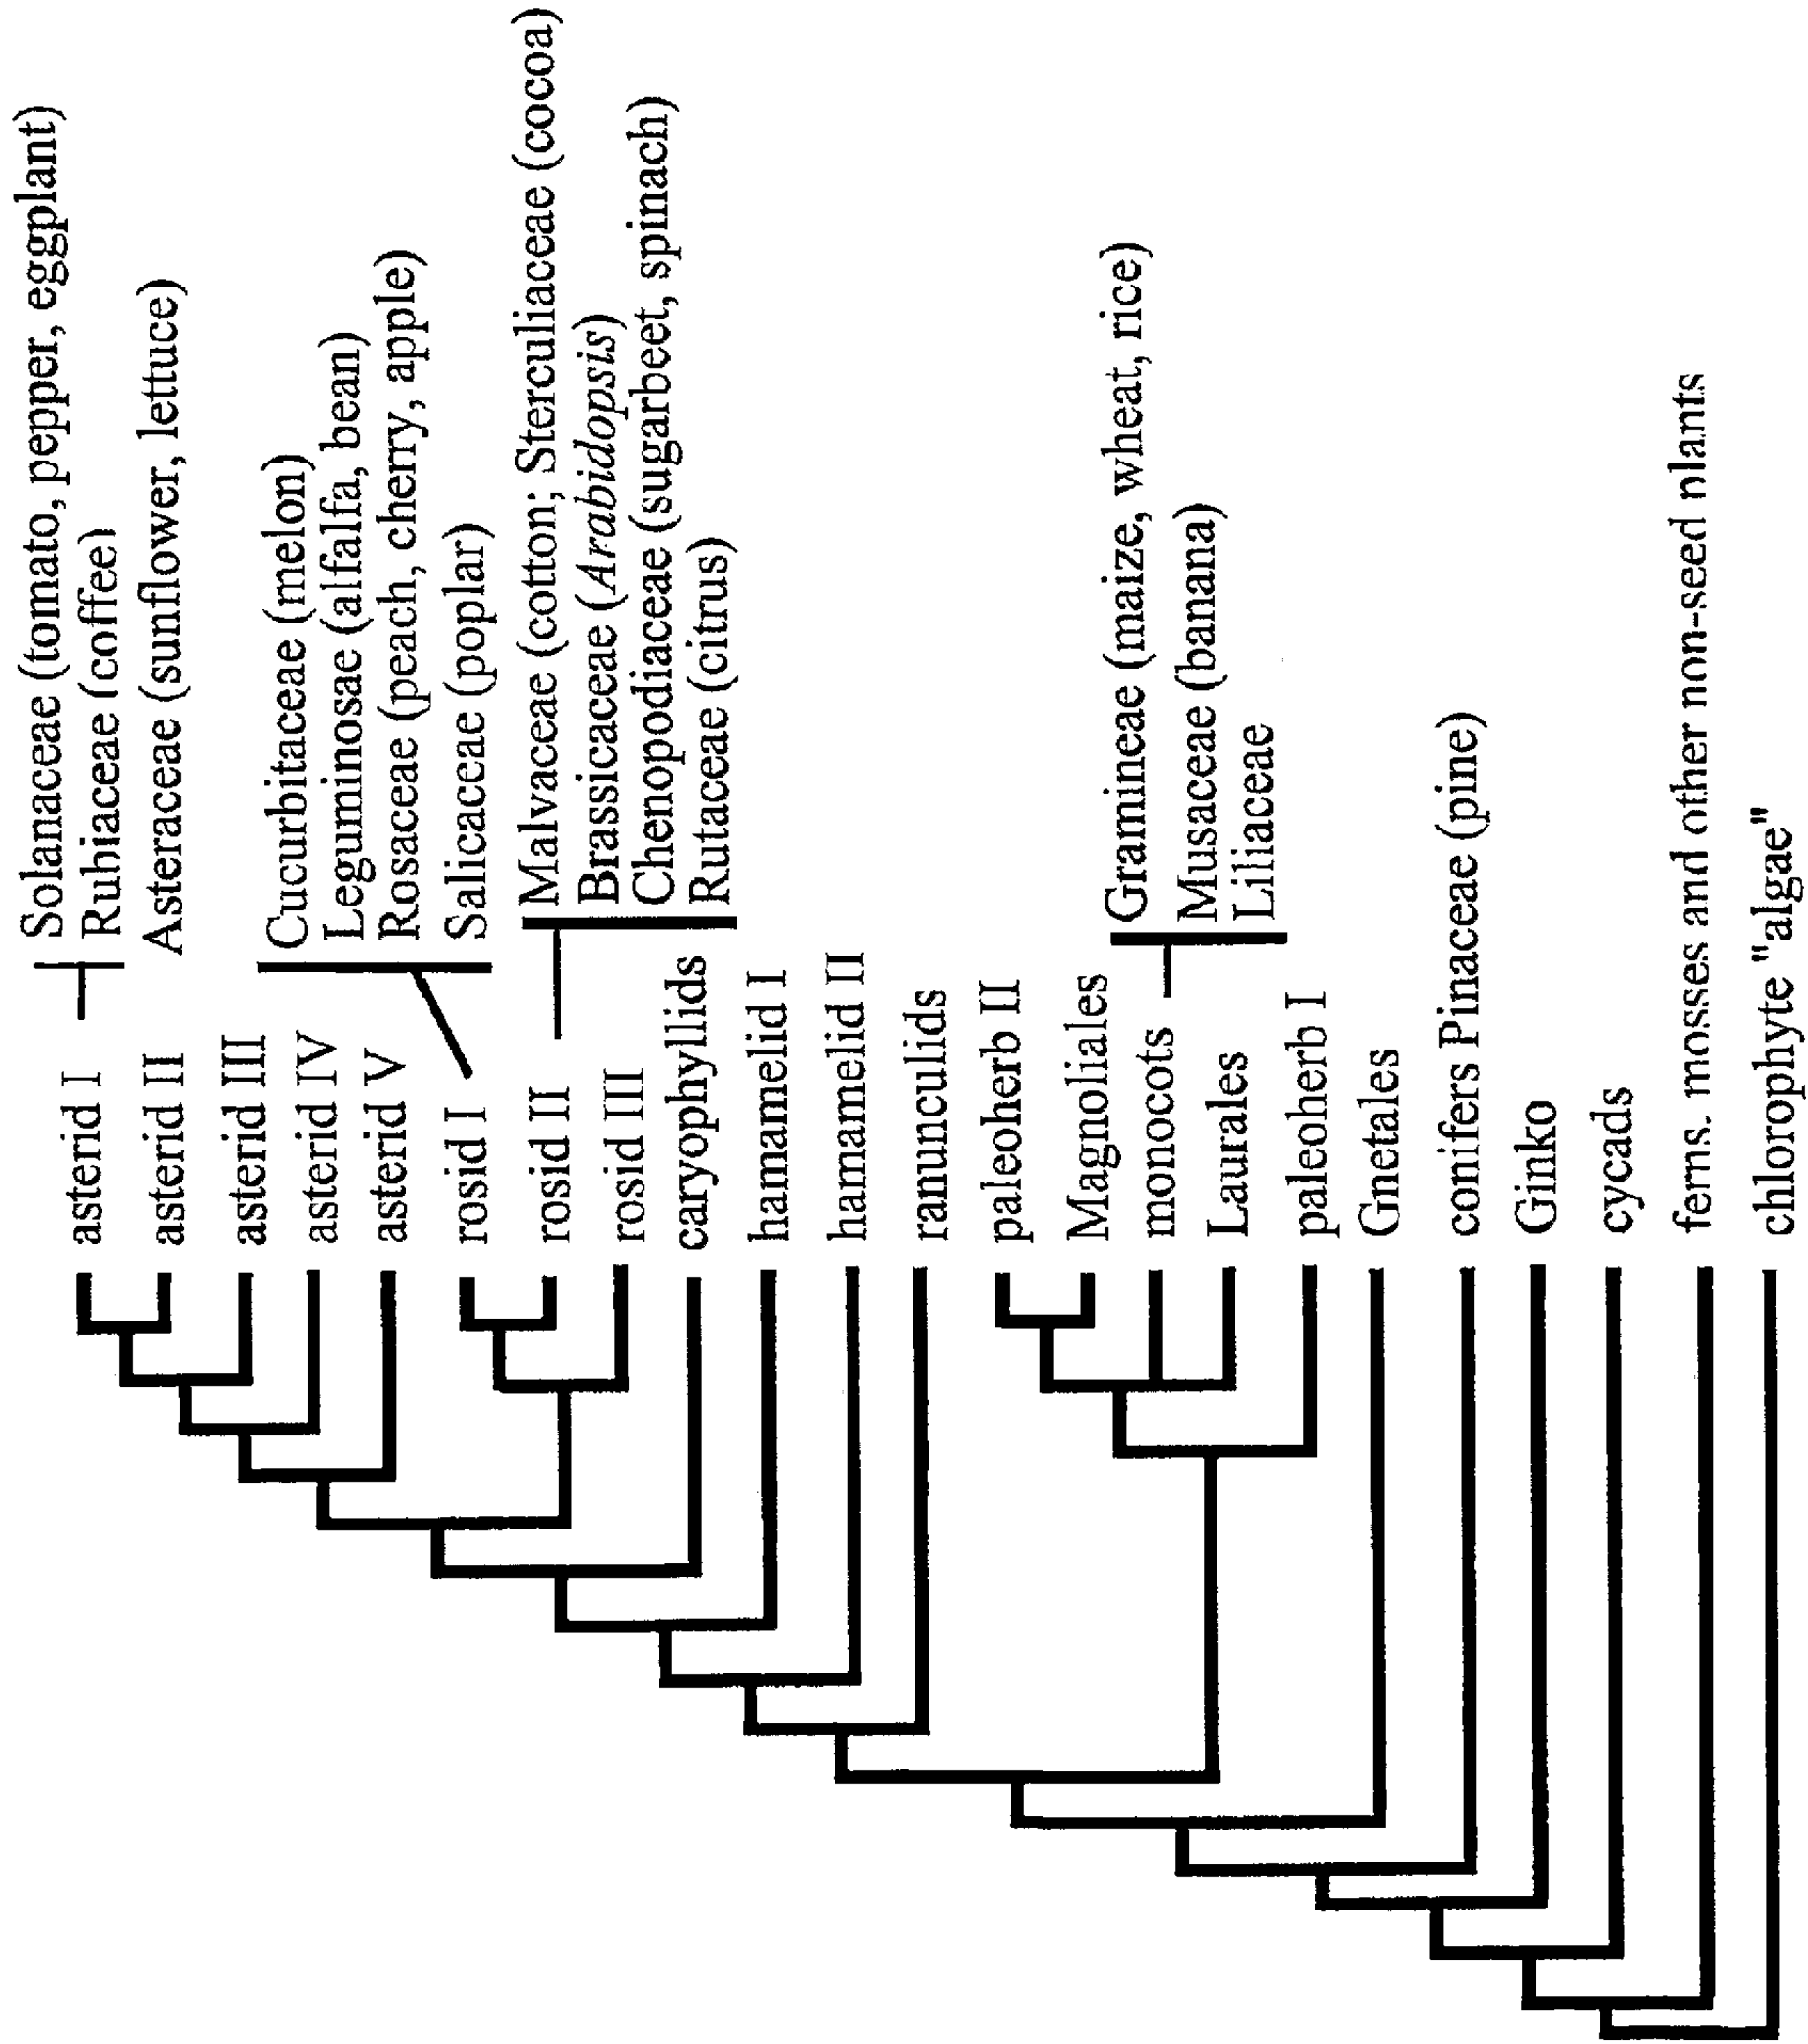 Solanaceae (tomato, pepper, eggplant)
Rubiaceae (coffee)
Asteraceae (sunflower, lettuce)
Cucurbitaceae (melon)
Leguminosae (alfalfa, bean)
Rosaceae (peach, cherry, apple)
Salicaceae (poplar)
Malvaceae (cotton; Sterculiaceae (cocoa)
Brassicaceae (Arabidopsis)
Chenopodiaceae (sugarbeet, spinach)
Rutaceae (citrus)
Gramineae (maize, wheat, rice)
Musaceae (banana)
Liliaceae
asterid I
asterid II
asterid III
asterid IV
asterid V
rosid I
rosid II
rosid III
caryophyllids
hamamelid I
hamamelid II
ranunculids
paleoherb II
Magnoliales
monocots
Laurales
paleoherb I
Gnetales
conifers Pinaceae (pine)
Ginko
cycads
ferns. mosses and other non-seed plants
chlorophyte "algae"